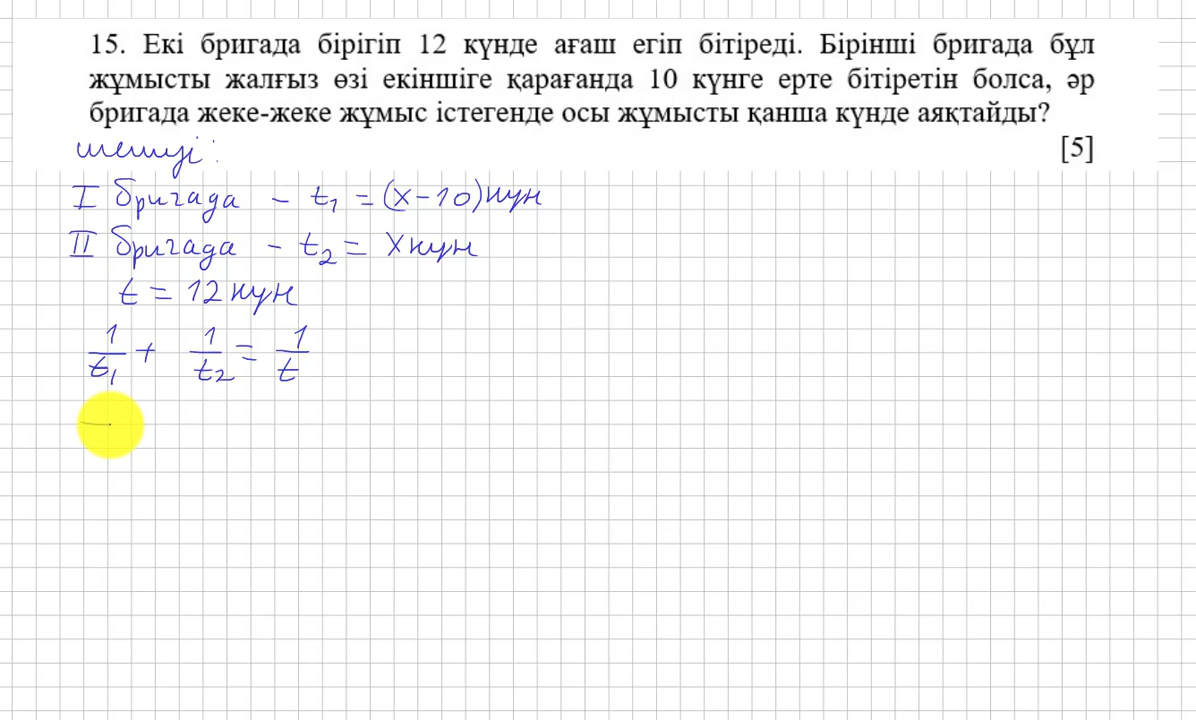 15. Екі бригада бірігіп 12 күнде ағаш егіп бітіреді. Бірінші бригада бұл
жұмысты жалғыз өзі екіншіге қарағанда 10 күнге ерте бітіретін болса, әр
бригада жеке-жеке жұмыс істегенде осы жұмысты қанша күнде аяқтайды?
[5]
шешуі:
I бригада - t₁ = (x-10) күн
II бригада - t₂ = x күн
t = 12 күн
1/t₁ + 1/t₂ = 1/t